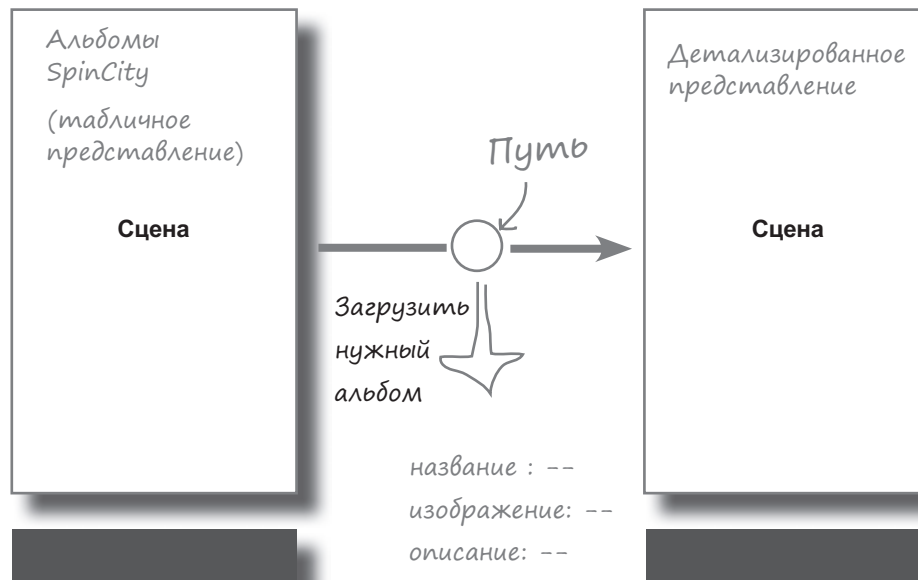 Альбомы
SpinCity
(табличное
представление)
Сцена
Путь
Загрузить
нужный
альбом
название : --
изображение: --
описание: --
Детализированное
представление
Сцена